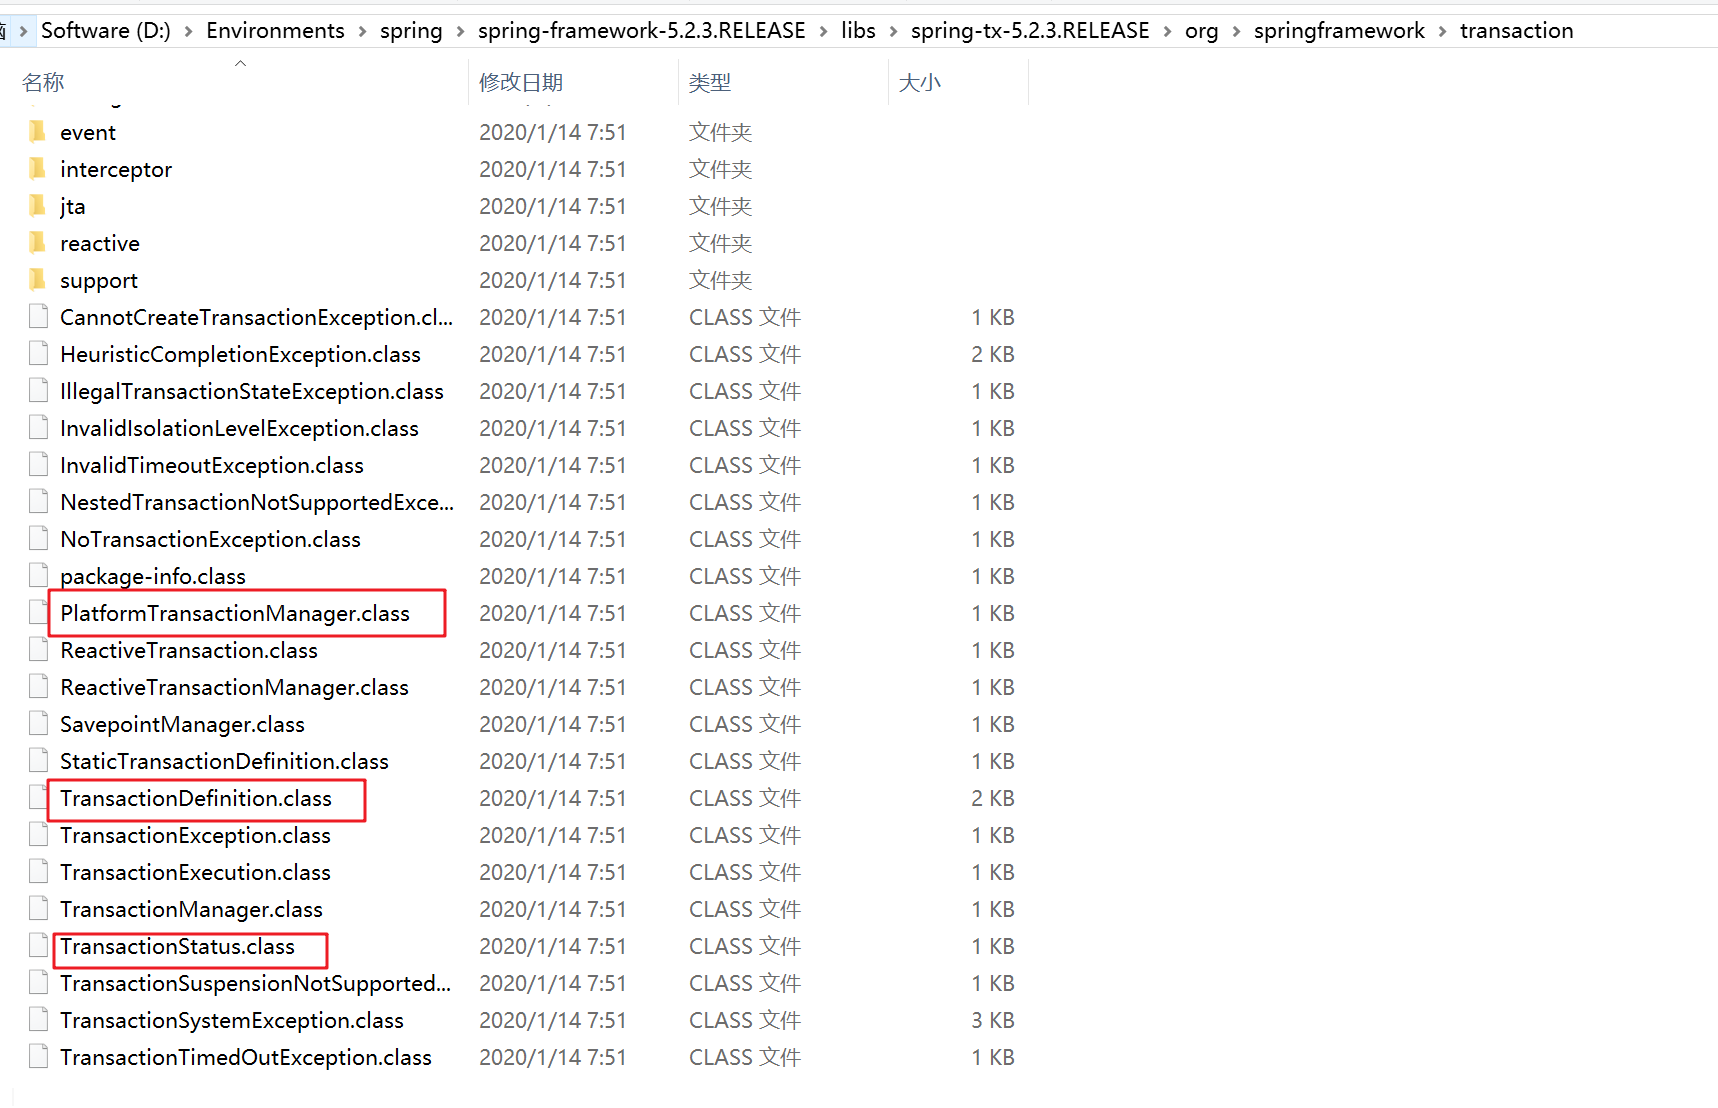 Software (D:) > Environments > spring > spring-framework-5.2.3.RELEASE > libs > spring-tx-5.2.3.RELEASE > org > springframework > transaction
名称 修改日期 类型 大小
event 2020/1/14 7:51 文件夹
interceptor 2020/1/14 7:51 文件夹
jta 2020/1/14 7:51 文件夹
reactive 2020/1/14 7:51 文件夹
support 2020/1/14 7:51 文件夹
CannotCreateTransactionException.cl... 2020/1/14 7:51 CLASS 文件 1 KB
HeuristicCompletionException.class 2020/1/14 7:51 CLASS 文件 2 KB
IllegalTransactionStateException.class 2020/1/14 7:51 CLASS 文件 1 KB
InvalidIsolationLevelException.class 2020/1/14 7:51 CLASS 文件 1 KB
InvalidTimeoutException.class 2020/1/14 7:51 CLASS 文件 1 KB
NestedTransactionNotSupportedExce... 2020/1/14 7:51 CLASS 文件 1 KB
NoTransactionException.class 2020/1/14 7:51 CLASS 文件 1 KB
package-info.class 2020/1/14 7:51 CLASS 文件 1 KB
PlatformTransactionManager.class 2020/1/14 7:51 CLASS 文件 1 KB
ReactiveTransaction.class 2020/1/14 7:51 CLASS 文件 1 KB
ReactiveTransactionManager.class 2020/1/14 7:51 CLASS 文件 1 KB
SavepointManager.class 2020/1/14 7:51 CLASS 文件 1 KB
StaticTransactionDefinition.class 2020/1/14 7:51 CLASS 文件 1 KB
TransactionDefinition.class 2020/1/14 7:51 CLASS 文件 2 KB
TransactionException.class 2020/1/14 7:51 CLASS 文件 1 KB
TransactionExecution.class 2020/1/14 7:51 CLASS 文件 1 KB
TransactionManager.class 2020/1/14 7:51 CLASS 文件 1 KB
TransactionStatus.class 2020/1/14 7:51 CLASS 文件 1 KB
TransactionSuspensionNotSupported... 2020/1/14 7:51 CLASS 文件 1 KB
TransactionSystemException.class 2020/1/14 7:51 CLASS 文件 3 KB
TransactionTimedOutException.class 2020/1/14 7:51 CLASS 文件 1 KB